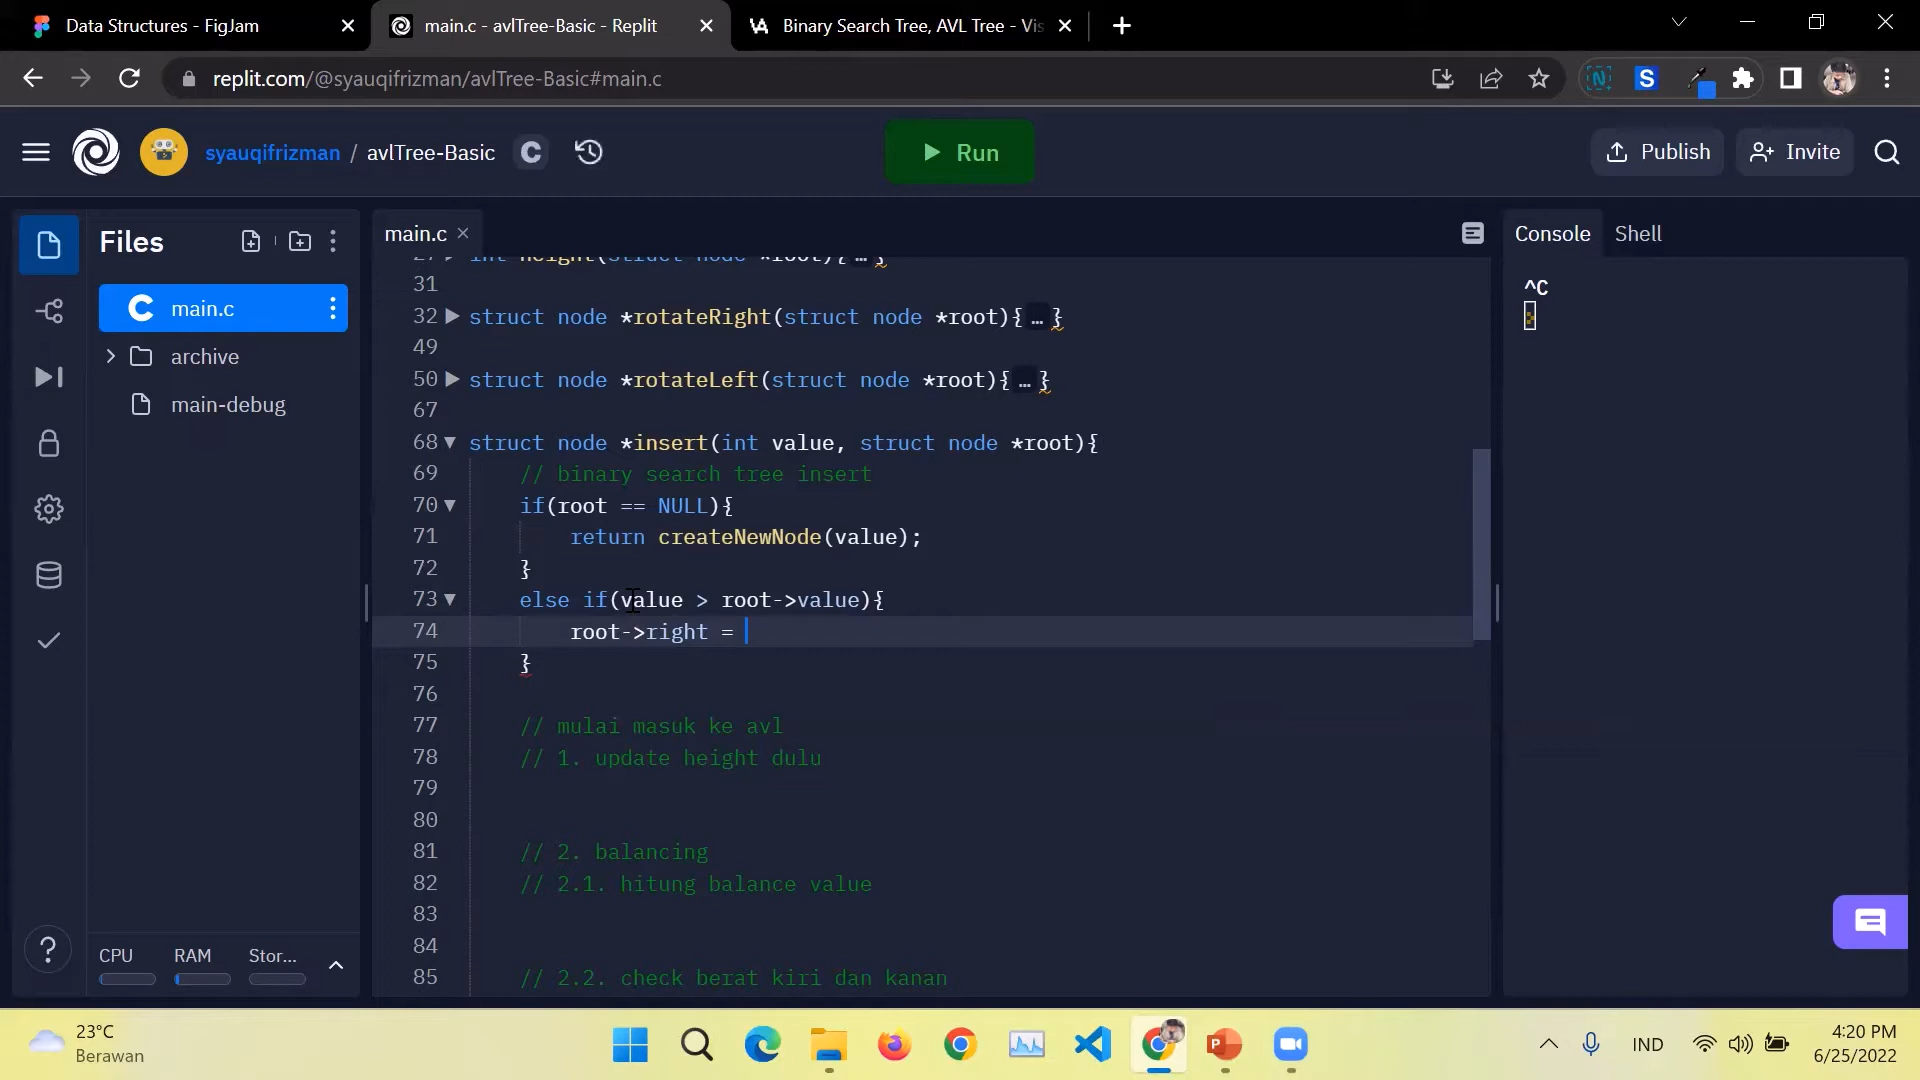 Data Structures - FigJam
main.c - avlTree-Basic - Replit
Binary Search Tree, AVL Tree - Vis
replit.com/@syauqifrizman/avlTree-Basic#main.c
syauqifrizman / avlTree-Basic C
Run
Publish
Invite
Files
main.c
archive
main-debug
CPU RAM Stor...
main.c
27 int height(struct node *root){…}
31
32 struct node *rotateRight(struct node *root){…}
49
50 struct node *rotateLeft(struct node *root){…}
67
68 struct node *insert(int value, struct node *root){
69 // binary search tree insert
70 if(root == NULL){
71 return createNewNode(value);
72 }
73 else if(value > root->value){
74 root->right =
75 }
76
77 // mulai masuk ke avl
78 // 1. update height dulu
79
80
81 // 2. balancing
82 // 2.1. hitung balance value
83
84
85 // 2.2. check berat kiri dan kanan
Console Shell
^C
23°C
Berawan
IND
4:20 PM
6/25/2022